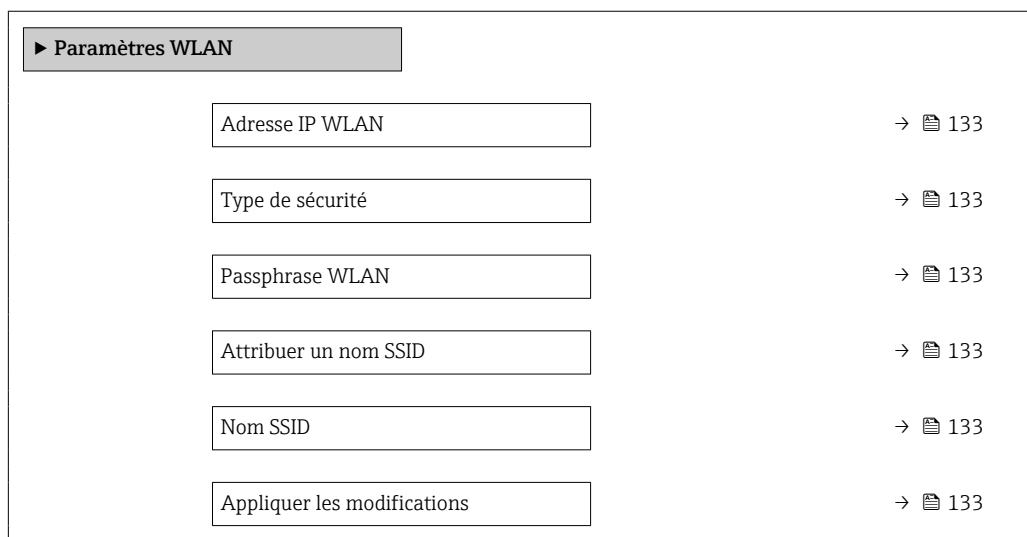 ► Paramètres WLAN
Adresse IP WLAN → 133
Type de sécurité → 133
Passphrase WLAN → 133
Attribuer un nom SSID → 133
Nom SSID → 133
Appliquer les modifications → 133